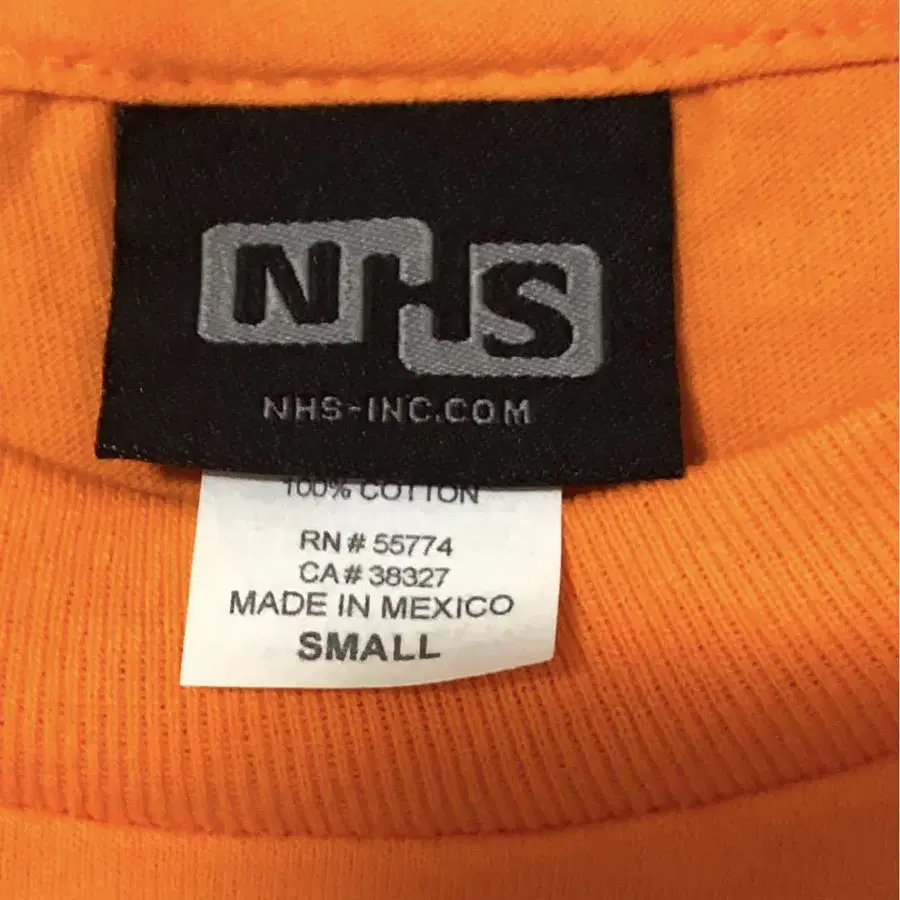 NHS
NHS-INC.COM
100% COTTON
RN# 55774
CA# 38327
MADE IN MEXICO
SMALL